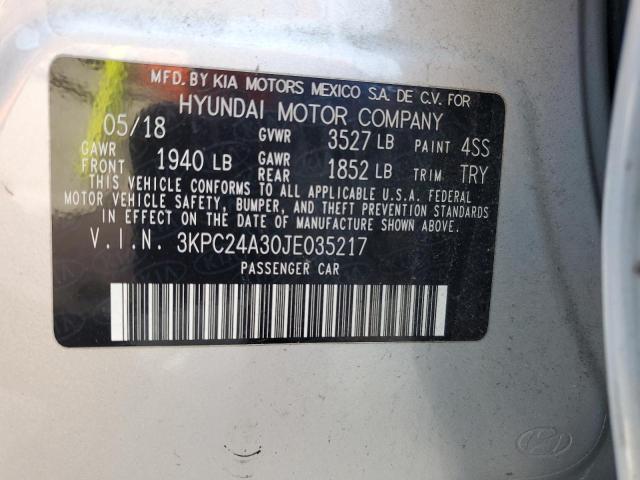 MFD. BY KIA MOTORS MEXICO S.A. DE C.V. FOR
HYUNDAI MOTOR COMPANY
05/18 GVWR 3527 LB PAINT 4SS
GAWR FRONT 1940 LB GAWR REAR 1852 LB TRIM TRY
THIS VEHICLE CONFORMS TO ALL APPLICABLE U.S.A. FEDERAL
MOTOR VEHICLE SAFETY, BUMPER, AND THEFT PREVENTION STANDARDS
IN EFFECT ON THE DATE OF MANUFACTURE SHOWN ABOVE.
V.I.N. 3KPC24A30JE035217
PASSENGER CAR